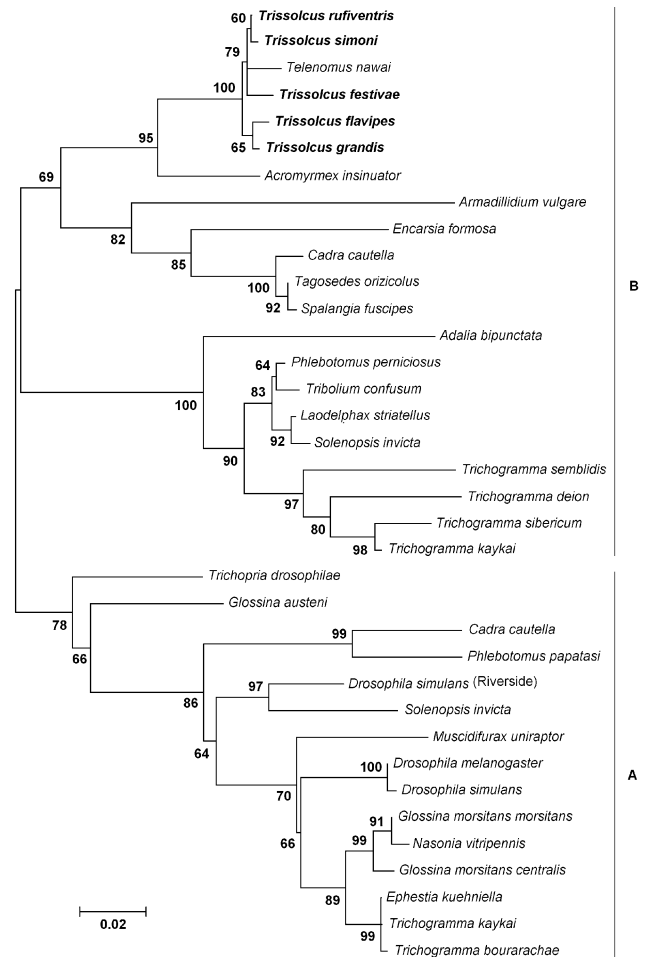 60
Trissolcus rufiventris
Trissolcus simoni
79
Telenomus nawai
100
Trissolcus festivae
Trissolcus flavipes
95
65
Trissolcus grandis
69
Acromyrmex insinuator
Armadillidium vulgare
82
Encarsia formosa
85
Cadra cautella
100
Tagosedes orizicolus
B
92
Spalangia fuscipes
Adalia bipunctata
64
Phlebotomus perniciosus
83
Tribolium confusum
100
Laodelphax striatellus
92
Solenopsis invicta
90
Trichogramma semblidis
97
Trichogramma deion
80
Trichogramma sibericum
98
Trichogramma kaykai
Trichopria drosophilae
Glossina austeni
78
99
Cadra cautella
66
Phlebotomus papatasi
97
Drosophila simulans (Riverside)
86
Solenopsis invicta
64
Muscidifurax uniraptor
100
Drosophila melanogaster
A
70
Drosophila simulans
91
Glossina morsitans morsitans
99
Nasonia vitripennis
66
Glossina morsitans centralis
89
Ephestia kuehniella
0.02
Trichogramma kaykai
99
Trichogramma bourarachae